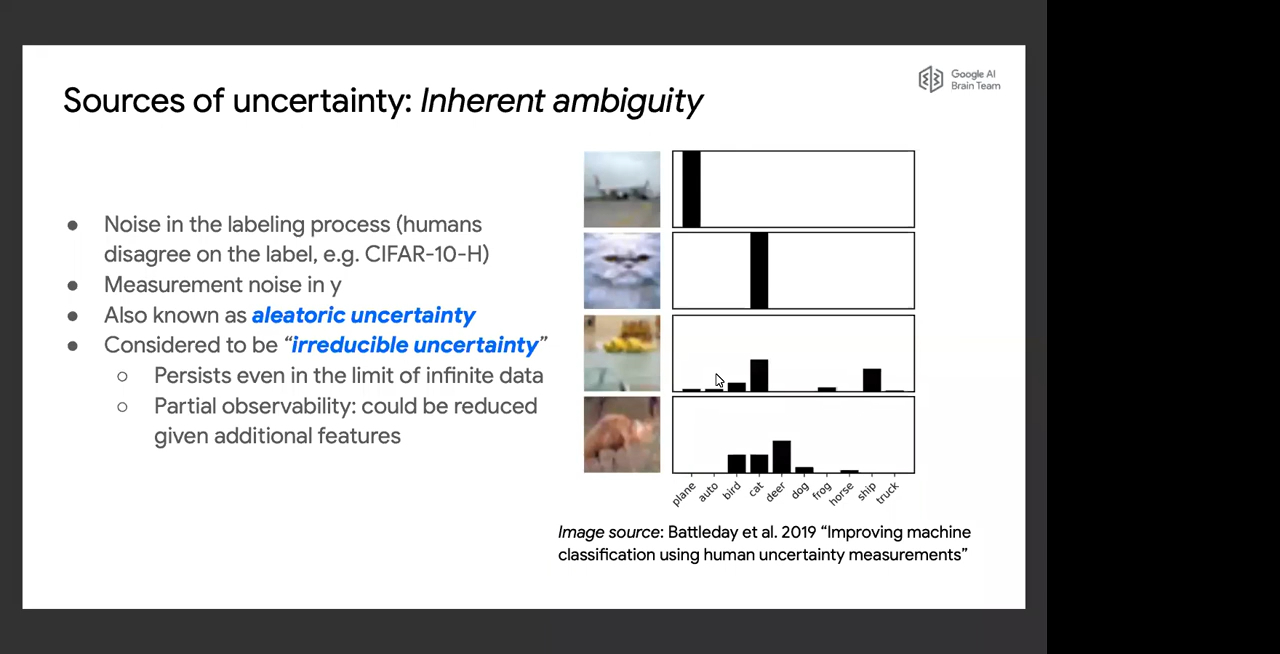 Google AI
Brain Team
Sources of uncertainty: Inherent ambiguity
● Noise in the labeling process (humans
disagree on the label, e.g. CIFAR-10-H)
● Measurement noise in y
● Also known as aleatoric uncertainty
● Considered to be “irreducible uncertainty”
○ Persists even in the limit of infinite data
○ Partial observability: could be reduced
given additional features
plane auto bird cat deer dog frog horse ship truck
Image source: Battleday et al. 2019 “Improving machine
classification using human uncertainty measurements”